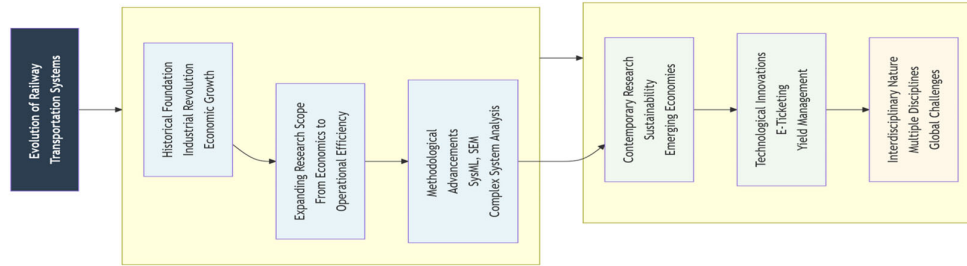 Evolution of Railway
Transportation Systems
Historical Foundation
Industrial Revolution
Economic Growth
Expanding Research Scope
From Economics to
Operational Efficiency
Methodological
Advancements
SysML, SEM
Complex System Analysis
Contemporary Research
Sustainability
Emerging Economies
Technological Innovations
E-Ticketing
Yield Management
Interdisciplinary Nature
Multiple Disciplines
Global Challenges